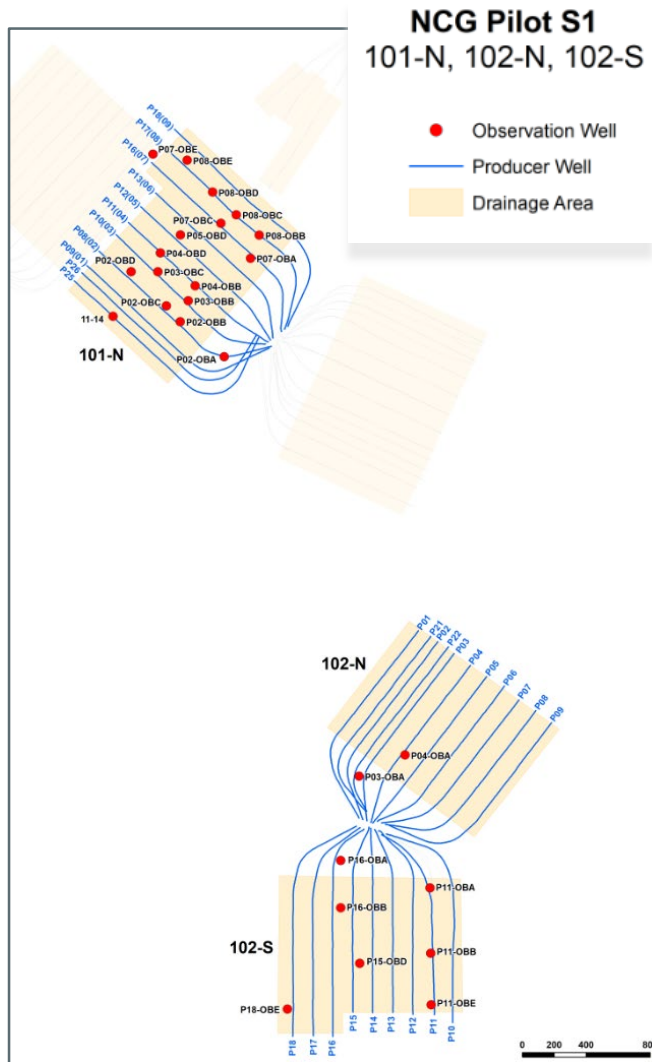 NCG Pilot S1
101-N, 102-N, 102-S
Observation Well
Producer Well
Drainage Area
P18(09)
P17(08)
P16(07)
P13(06)
P12(05)
P11(04)
P10(03)
P08(02)
P09(01)
P26
P25
P07-OBE
P08-OBE
P08-OBD
P08-OBC
P07-OBC
P05-OBD
P08-OBB
P04-OBD
P07-OBA
P02-OBD
P03-OBC
P04-OBB
P02-OBC
P03-OBB
11-14
P02-OBB
101-N
P02-OBA
P01
P21
P02
P22
P03
P04
P05
P06
P07
P08
P09
102-N
P04-OBA
P03-OBA
P16-OBA
P11-OBA
P16-OBB
102-S
P11-OBB
P15-OBD
P18-OBE
P11-OBE
P18
P17
P16
P15
P14
P13
P12
P11
P10
0 200 400 80